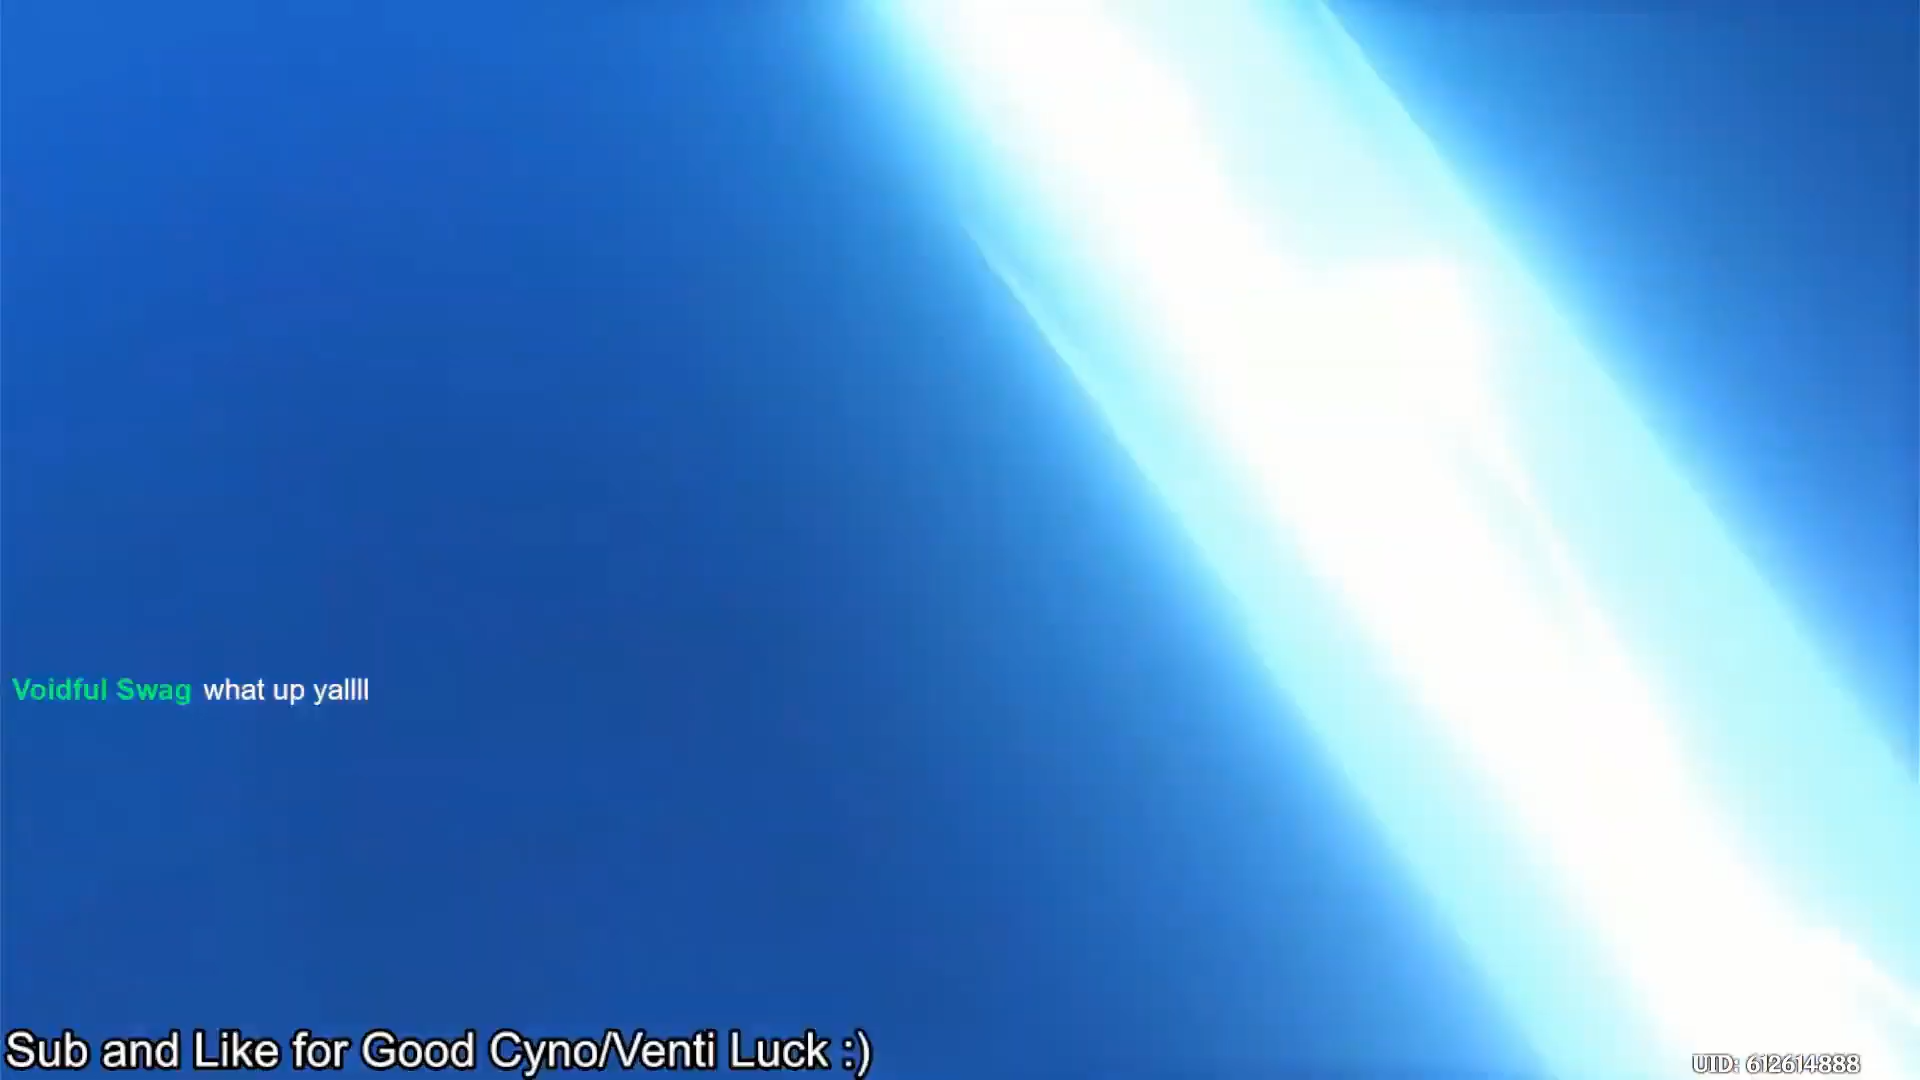 Voidful Swag what up yallll
Sub and Like for Good Cyno/Venti Luck :)
UID: 612614888